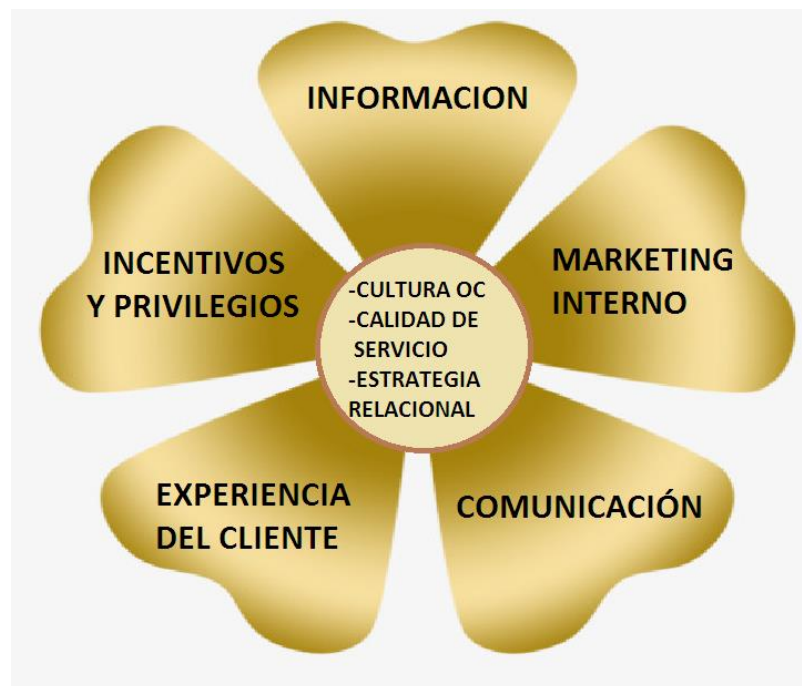 INFORMACION
MARKETING
INTERNO
COMUNICACIÓN
EXPERIENCIA
DEL CLIENTE
INCENTIVOS
Y PRIVILEGIOS
-CULTURA OC
-CALIDAD DE
SERVICIO
-ESTRATEGIA
RELACIONAL